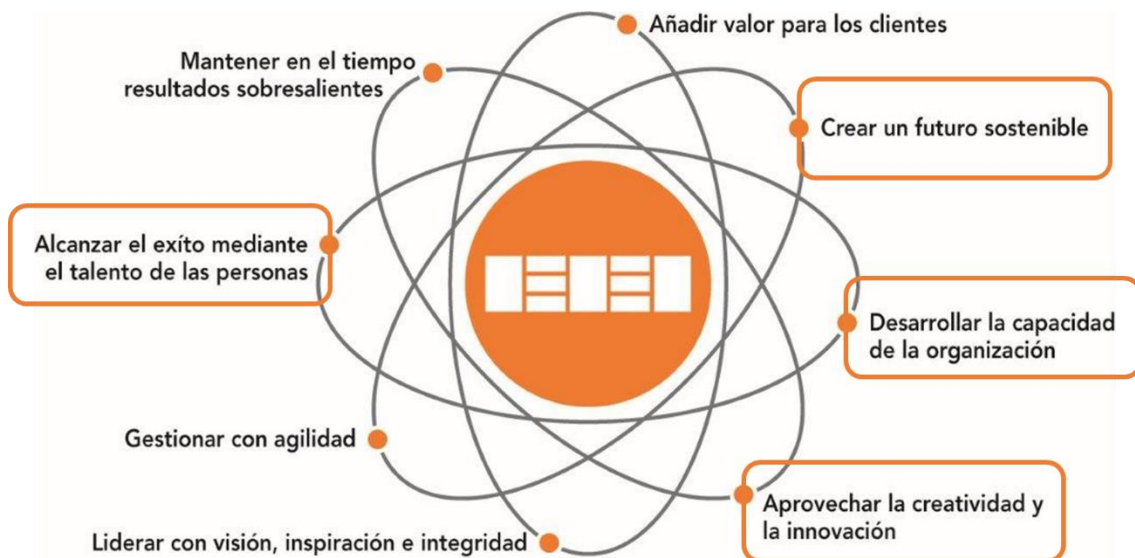 Añadir valor para los clientes
Mantener en el tiempo
resultados sobresalientes
Crear un futuro sostenible
Alcanzar el exíto mediante
el talento de las personas
Desarrollar la capacidad
de la organización
Gestionar con agilidad
Aprovechar la creatividad y
la innovación
Liderar con visión, inspiración e integridad